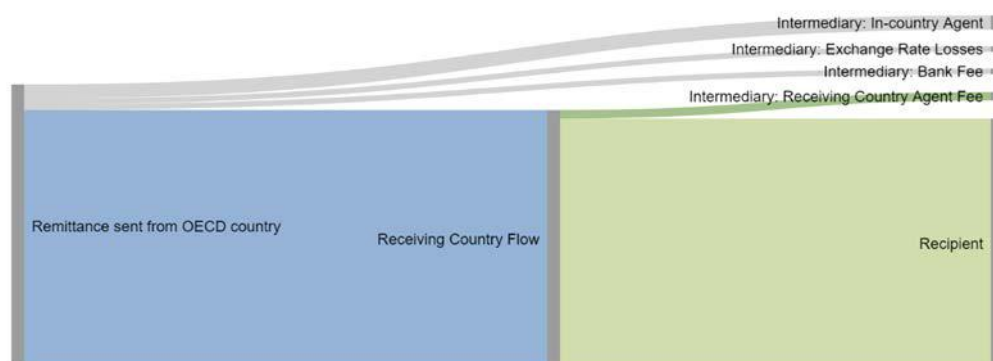 Intermediary: In-country Agent
Intermediary: Exchange Rate Losses
Intermediary: Bank Fee
Intermediary: Receiving Country Agent Fee
Remittance sent from OECD country
Receiving Country Flow
Recipient